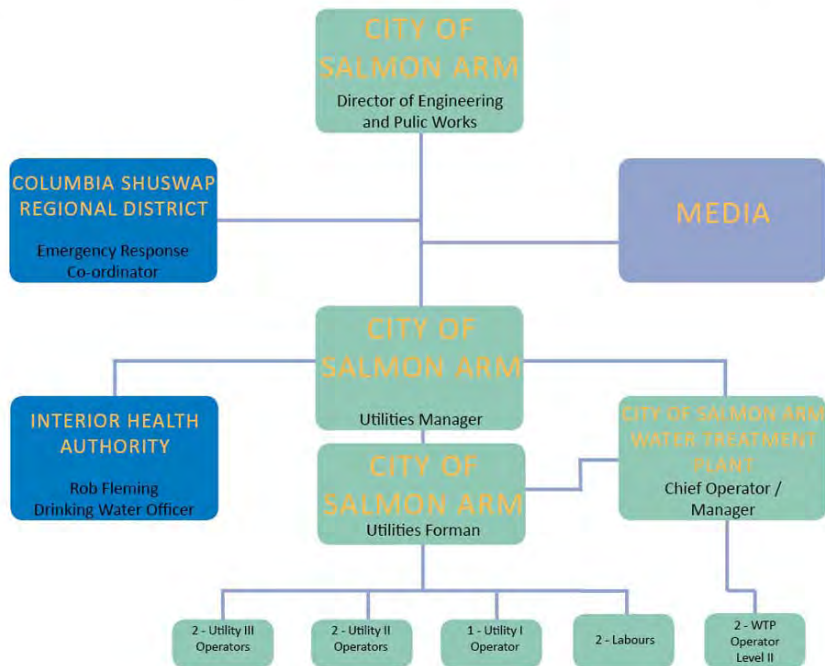 CITY OF
SALMON ARM
Director of Engineering
and Pulic Works
COLUMBIA SHUSWAP
REGIONAL DISTRICT
Emergency Response
Co-ordinator
MEDIA
CITY OF
SALMON ARM
Utilities Manager
INTERIOR HEALTH
AUTHORITY
Rob Fleming
Drinking Water Officer
CITY OF SALMON ARM
WATER TREATMENT
PLANT
Chief Operator /
Manager
CITY OF
SALMON ARM
Utilities Forman
2 - Utility III
Operators
2 - Utility II
Operators
1 - Utility I
Operator
2 - Labours
2 - WTP
Operator
Level II